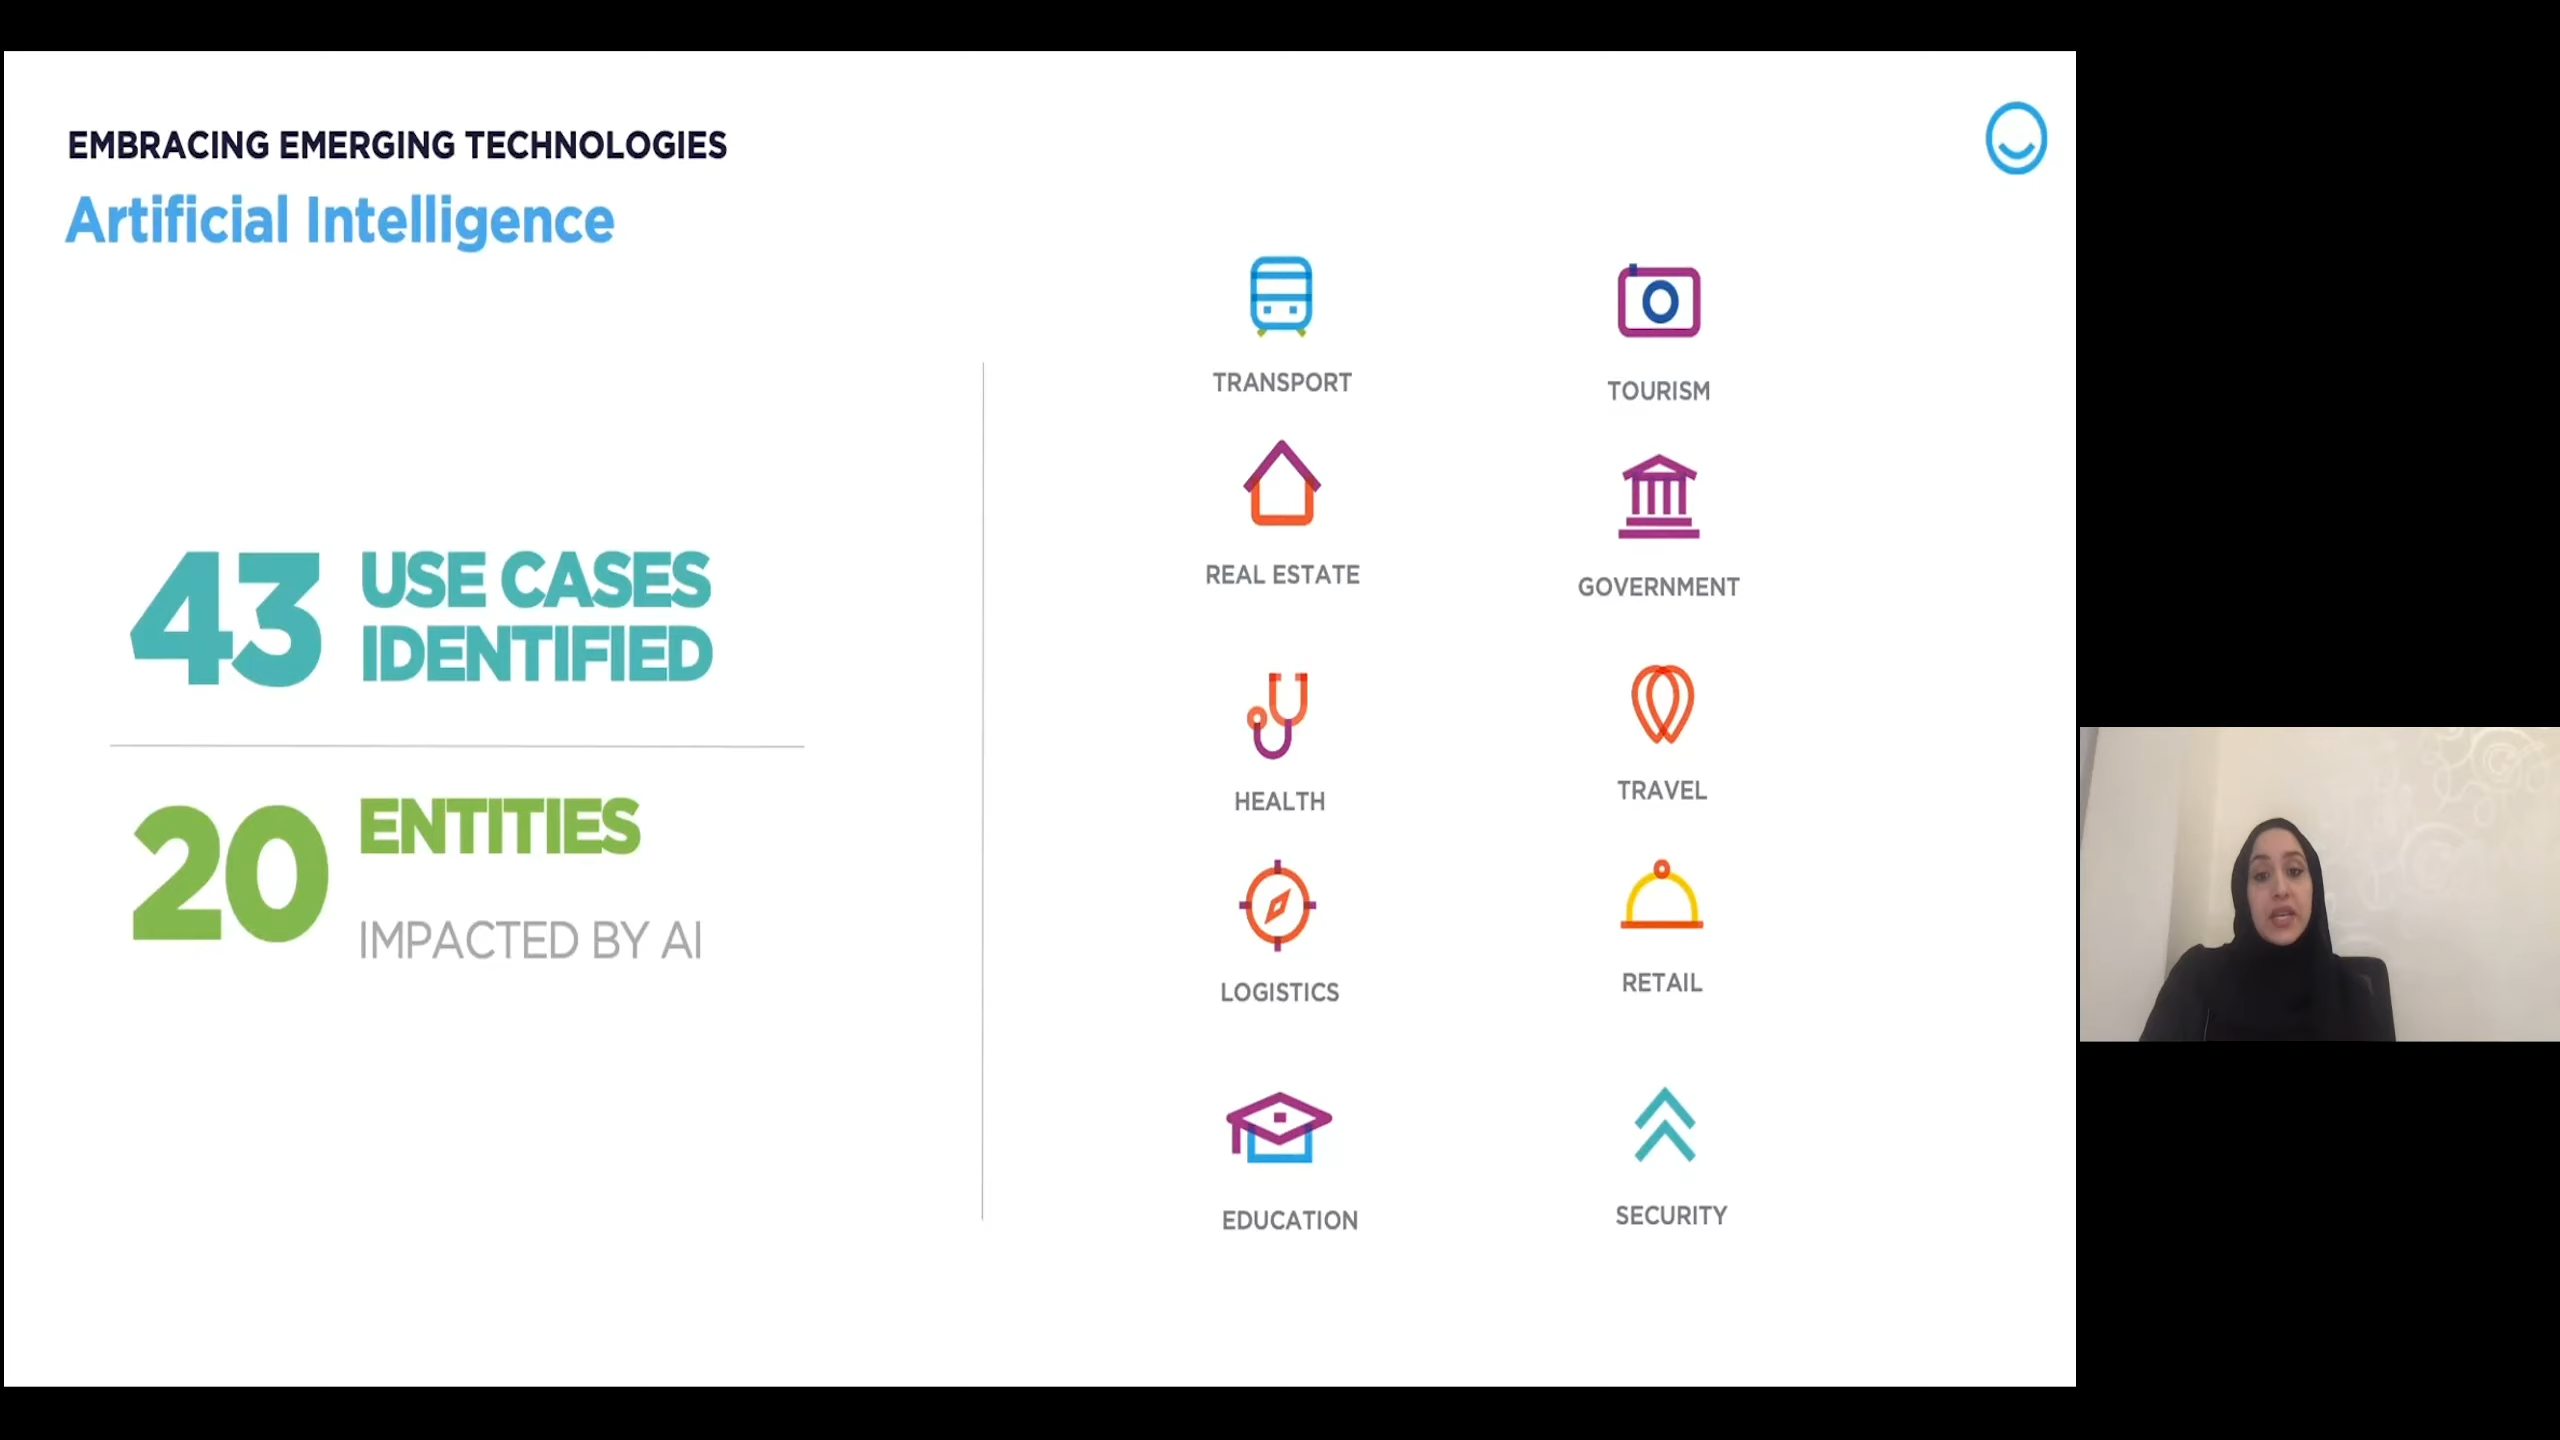 EMBRACING EMERGING TECHNOLOGIES
Artificial Intelligence
43 USE CASES
IDENTIFIED
20 ENTITIES
IMPACTED BY AI
TRANSPORT
TOURISM
REAL ESTATE
GOVERNMENT
HEALTH
TRAVEL
LOGISTICS
RETAIL
EDUCATION
SECURITY